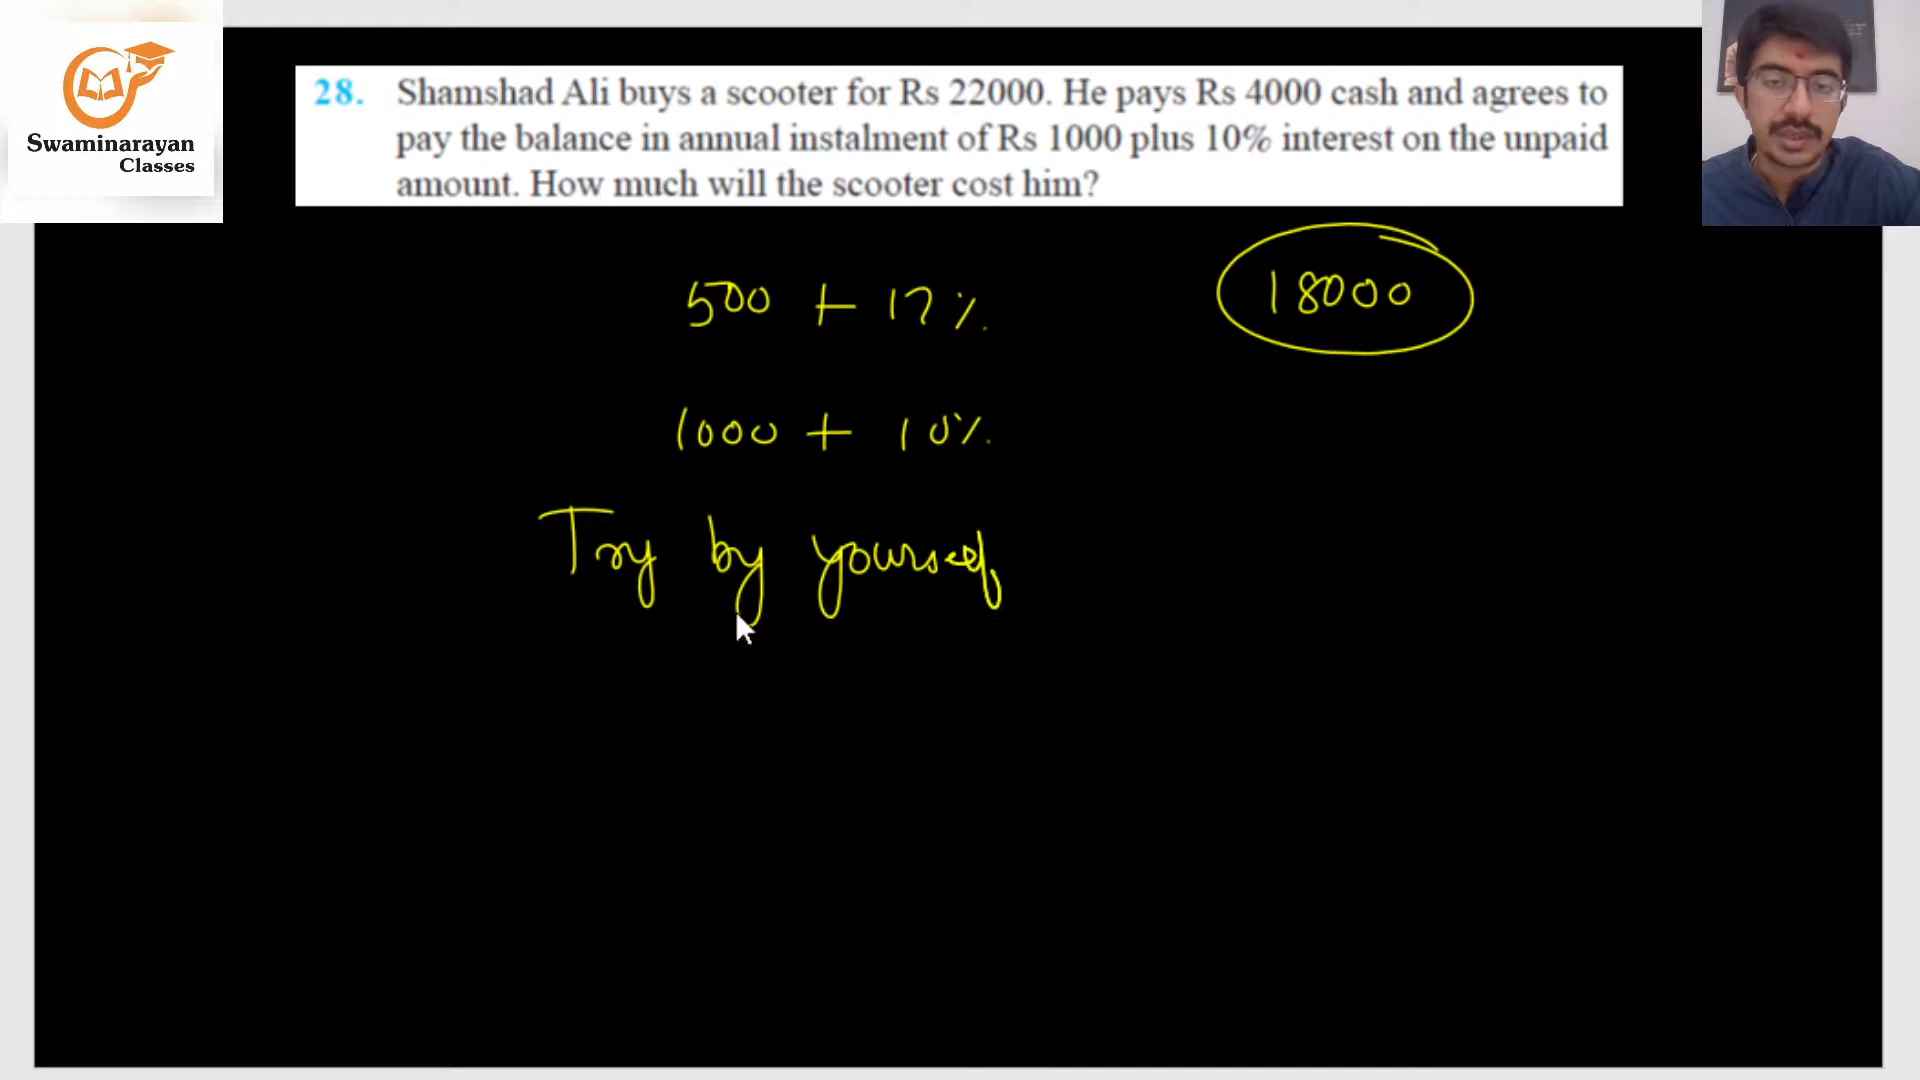 Swaminarayan
Classes
28. Shamshad Ali buys a scooter for Rs 22000. He pays Rs 4000 cash and agrees to
pay the balance in annual instalment of Rs 1000 plus 10% interest on the unpaid
amount. How much will the scooter cost him?
18000
500 + 12%
1000 + 10%
Try by yourself